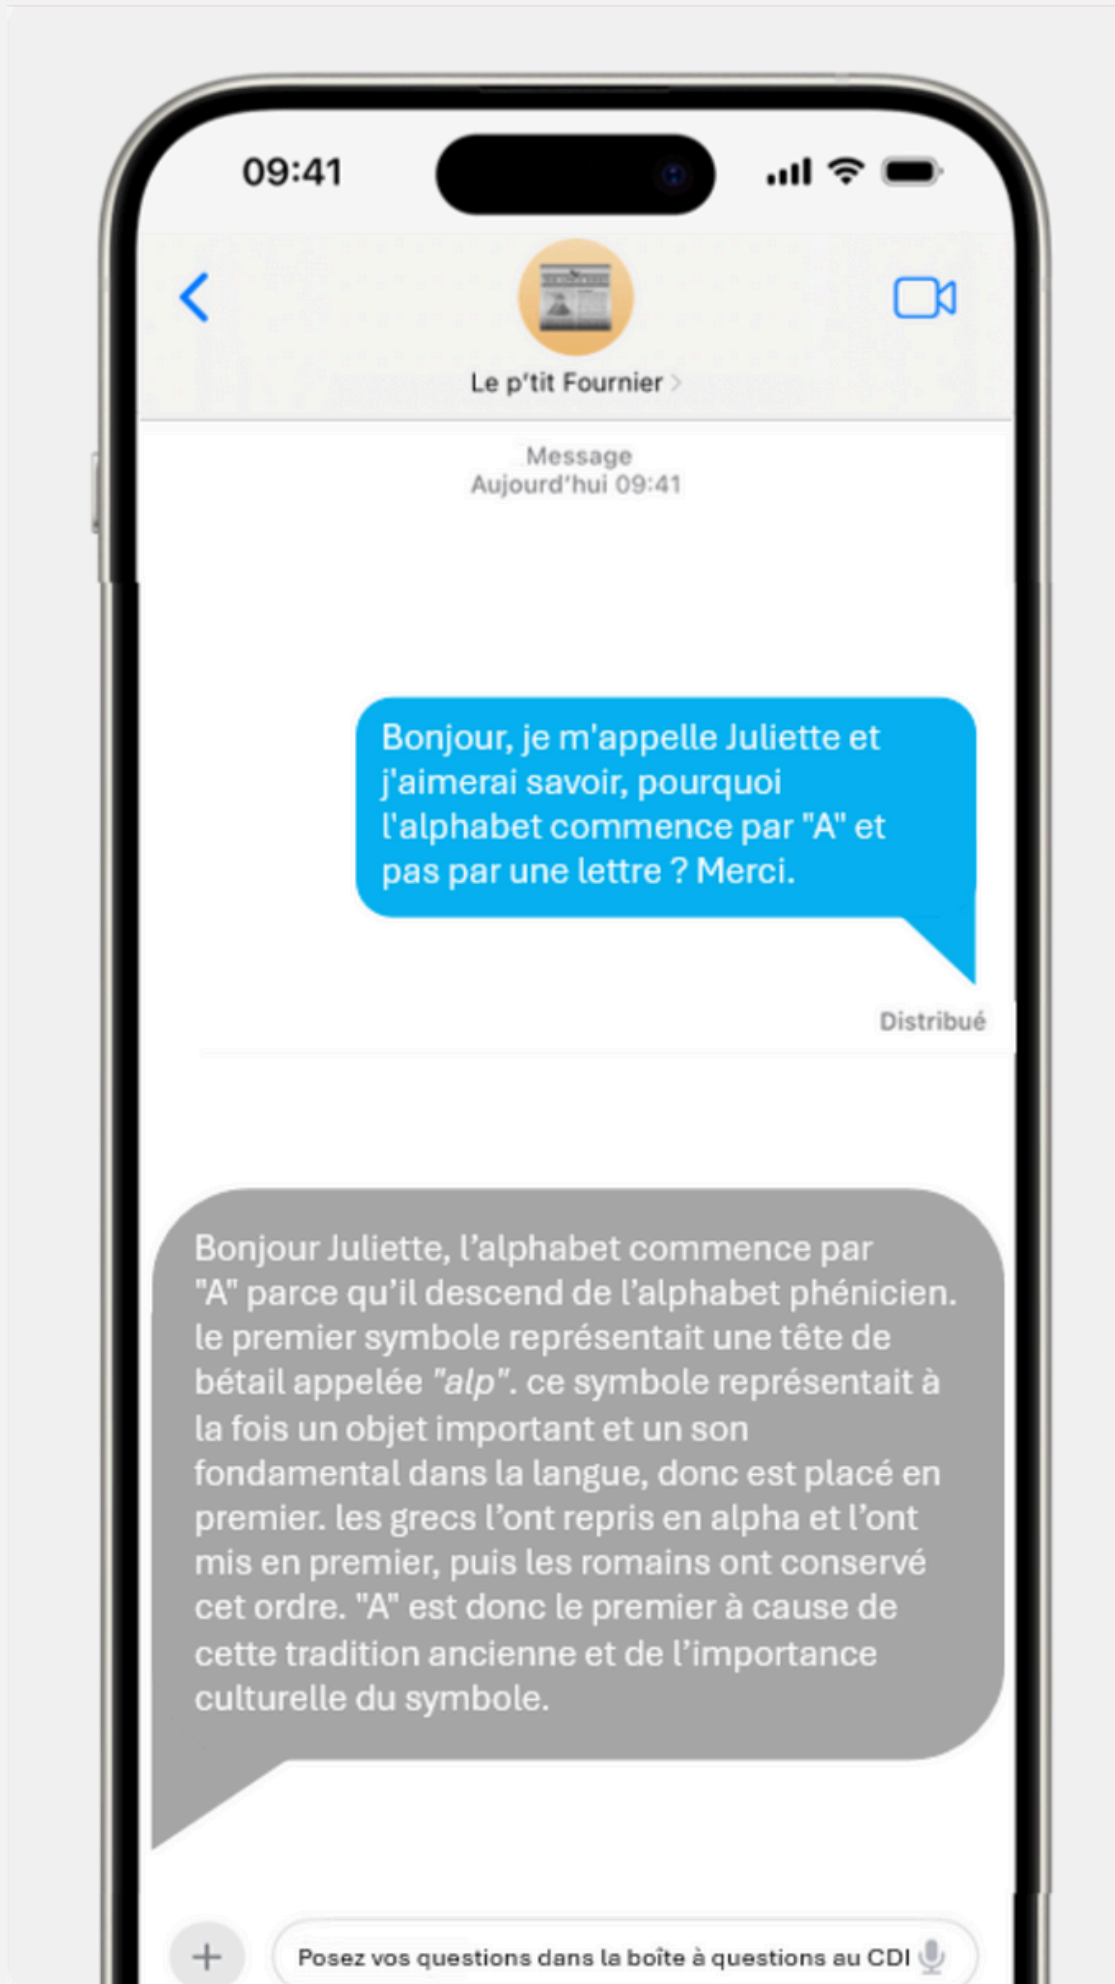 09:41
Le p'tit Fournier
Message
Aujourd'hui 09:41
Bonjour, je m'appelle Juliette et
j'aimerai savoir, pourquoi
l'alphabet commence par "A" et
pas par une lettre ? Merci.
Distribué
Bonjour Juliette, l’alphabet commence par
"A" parce qu’il descend de l’alphabet phénicien.
le premier symbole représentait une tête de
bétail appelée "alp". ce symbole représentait à
la fois un objet important et un son
fondamental dans la langue, donc est placé en
premier. les grecs l’ont repris en alpha et l’ont
mis en premier, puis les romains ont conservé
cet ordre. "A" est donc le premier à cause de
cette tradition ancienne et de l’importance
culturelle du symbole.
Posez vos questions dans la boîte à questions au CDI